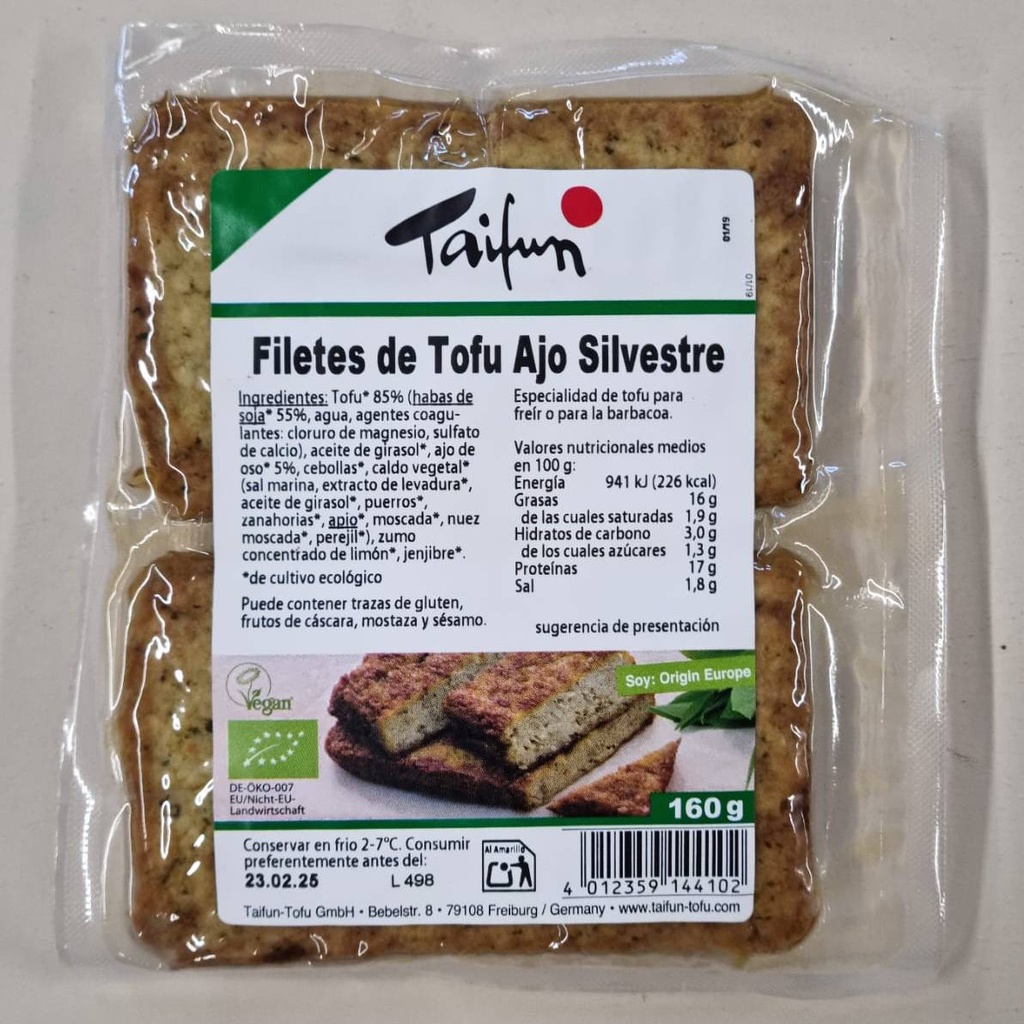 Taifun
01/19
01/19
Filetes de Tofu Ajo Silvestre
Ingredientes: Tofu* 85% (habas de
soja* 55%, agua, agentes coagu-
lantes: cloruro de magnesio, sulfato
de calcio), aceite de girasol*, ajo de
oso* 5%, cebollas*, caldo vegetal*
(sal marina, extracto de levadura*,
aceite de girasol*, puerros*,
zanahorias*, apio*, moscada*, nuez
moscada*, perejil*), zumo
concentrado de limón*, jenjibre*.
*de cultivo ecológico
Puede contener trazas de gluten,
frutos de cáscara, mostaza y sésamo.
Especialidad de tofu para
freír o para la barbacoa.
Valores nutricionales medios
en 100 g:
Energía 941 kJ (226 kcal)
Grasas 16 g
de las cuales saturadas 1,9 g
Hidratos de carbono 3,0 g
de los cuales azúcares 1,3 g
Proteínas 17 g
Sal 1,8 g
sugerencia de presentación
Vegan
Soy: Origin Europe
DE-ÖKO-007
EU/Nicht-EU-
Landwirtschaft
160 g
Conservar en frio 2-7°C. Consumir
preferentemente antes del:
23.02.25 L 498
Al Amarillo
4 012359 144102
Taifun-Tofu GmbH • Bebelstr. 8 • 79108 Freiburg / Germany • www.taifun-tofu.com